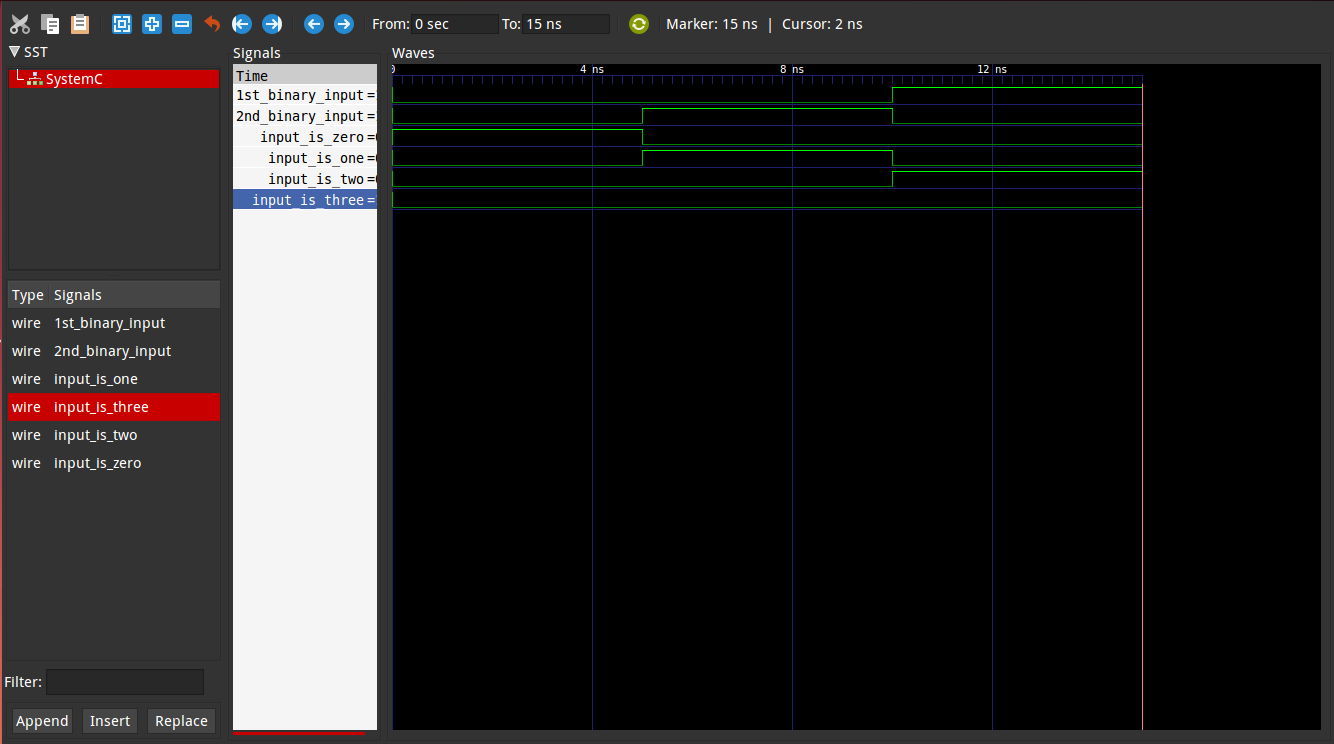 From: 0 sec To: 15 ns Marker: 15 ns | Cursor: 2 ns
SST
SystemC
Type Signals
wire 1st_binary_input
wire 2nd_binary_input
wire input_is_one
wire input_is_three
wire input_is_two
wire input_is_zero
Filter:
Append Insert Replace
Signals
Time
1st_binary_input =
2nd_binary_input =
input_is_zero =
input_is_one =
input_is_two =
input_is_three =
Waves
0 4 ns 8 ns 12 ns